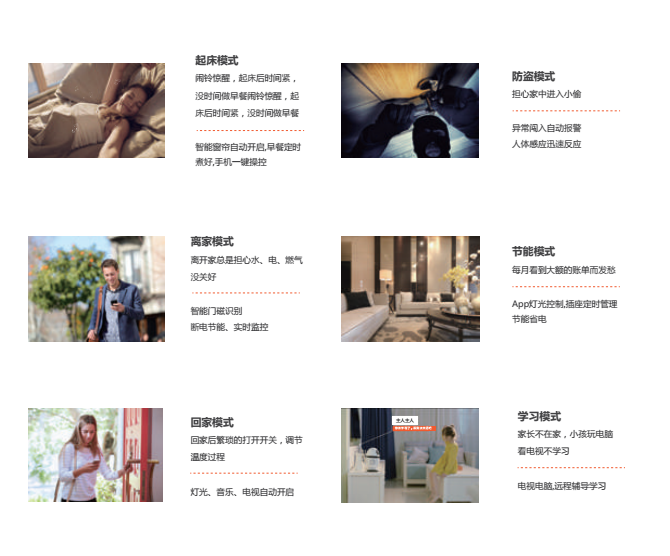 起床模式
闹铃惊醒，起床后时间紧，
没时间做早餐闹铃惊醒，起
床后时间紧，没时间做早餐
智能窗帘自动开启,早餐定时
煮好,手机一键操控
防盗模式
担心家中进入小偷
异常闯入自动报警
人体感应迅速反应
离家模式
离开家总是担心水、电、燃气
没关好
智能门磁识别
断电节能、实时监控
节能模式
每月看到大额的账单而发愁
App灯光控制,插座定时管理
节能省电
回家模式
回家后繁琐的打开开关，调节
温度过程
灯光、音乐、电视自动开启
主人主人
学习模式
家长不在家，小孩玩电脑
看电视不学习
电视电脑,远程辅导学习